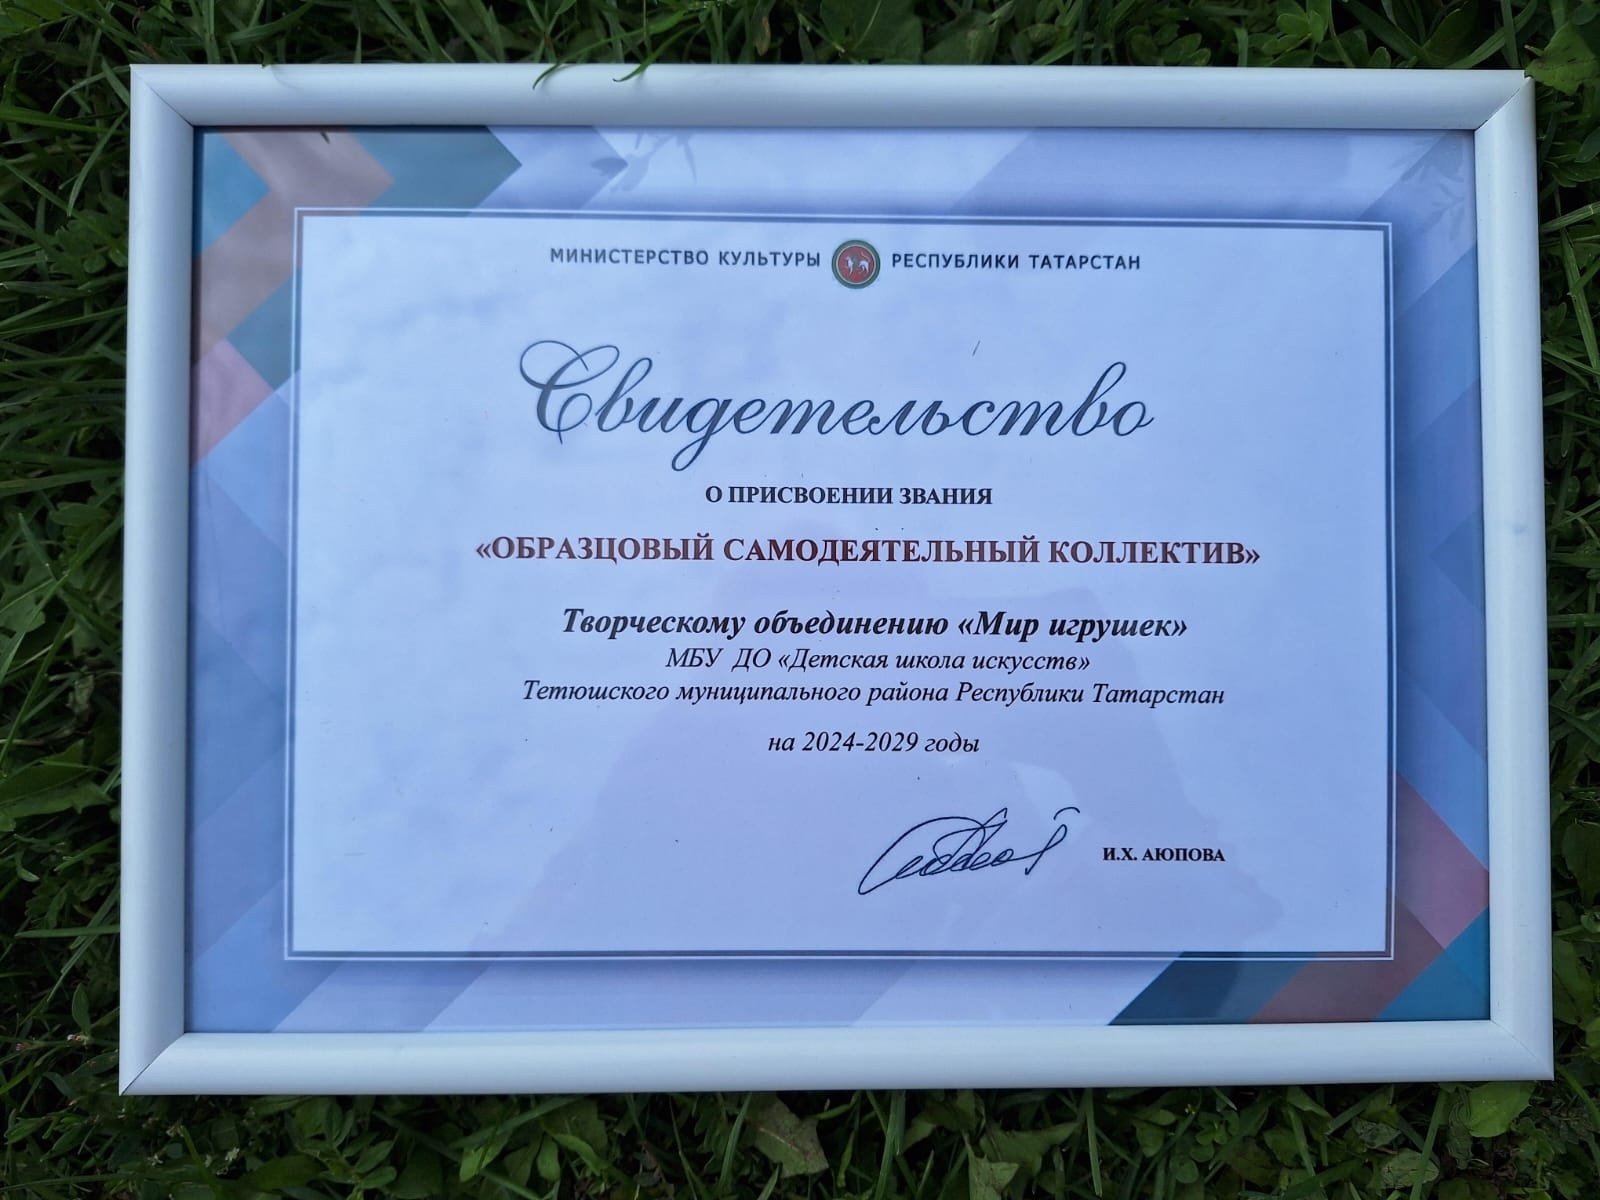 МИНИСТЕРСТВО КУЛЬТУРЫ РЕСПУБЛИКИ ТАТАРСТАН
Свидетельство
О ПРИСВОЕНИИ ЗВАНИЯ
«ОБРАЗЦОВЫЙ САМОДЕЯТЕЛЬНЫЙ КОЛЛЕКТИВ»
Творческому объединению «Мир игрушек»
МБУ ДО «Детская школа искусств»
Тетюшского муниципального района Республики Татарстан
на 2024-2029 годы
И.Х. АЮПОВА